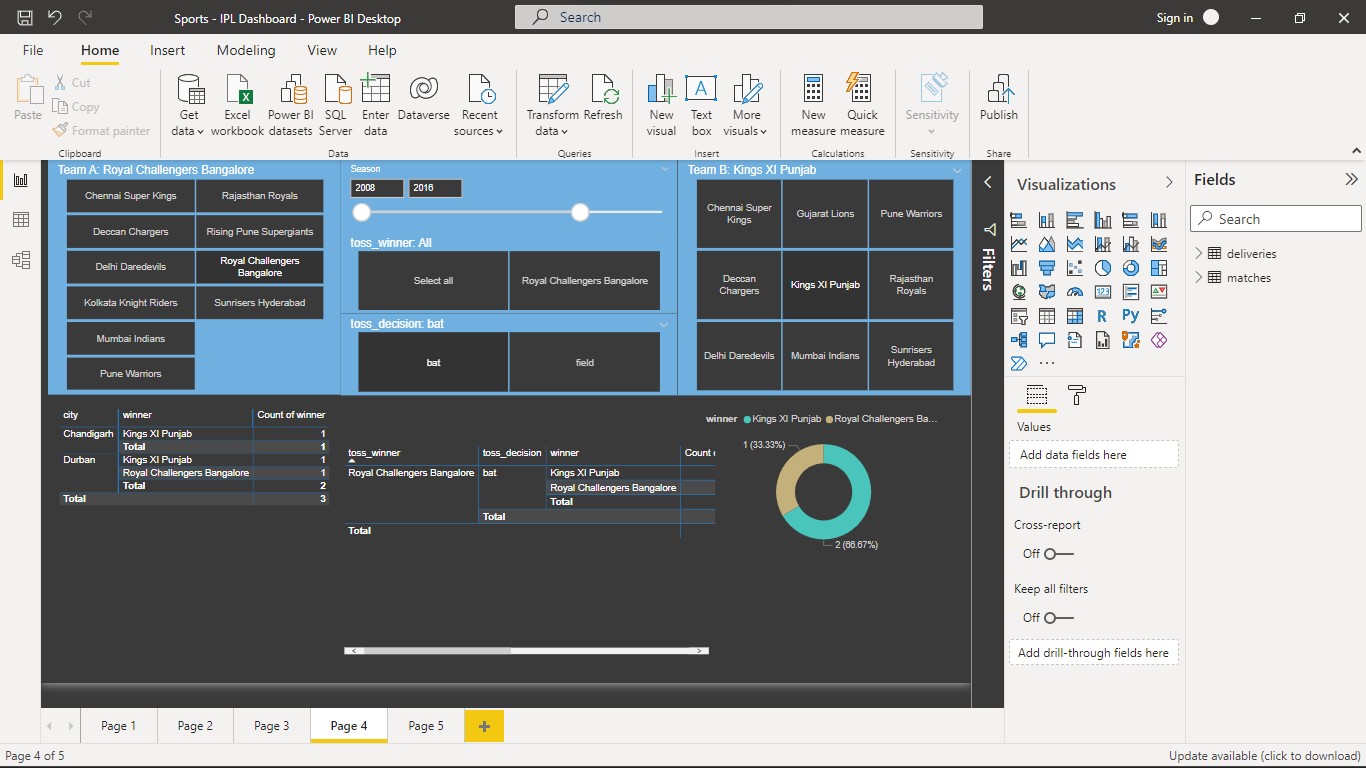 Sports - IPL Dashboard - Power BI Desktop
Search
Sign in
File Home Insert Modeling View Help
Paste
Cut
Copy
Format painter
Clipboard
Get data
Excel workbook
Power BI datasets
SQL Server
Enter data
Dataverse
Recent sources
Data
Transform data
Refresh
Queries
New visual
Text box
More visuals
Insert
New measure
Quick measure
Calculations
Sensitivity
Sensitivity
Publish
Share
Team A: Royal Challengers Bangalore
Chennai Super Kings
Rajasthan Royals
Deccan Chargers
Rising Pune Supergiants
Delhi Daredevils
Royal Challengers
Bangalore
Kolkata Knight Riders
Sunrisers Hyderabad
Mumbai Indians
Pune Warriors
Season
2008
2016
toss_winner: All
Select all
Royal Challengers Bangalore
toss_decision: bat
bat
field
Team B: Kings XI Punjab
Chennai Super
Kings
Gujarat Lions
Pune Warriors
Deccan
Chargers
Kings XI Punjab
Rajasthan
Royals
Delhi Daredevils
Mumbai Indians
Sunrisers
Hyderabad
city winner Count of winner
Chandigarh Kings XI Punjab 1
Total 1
Durban Kings XI Punjab 1
Royal Challengers Bangalore 1
Total 2
Total 3
toss_winner toss_decision winner Count
Royal Challengers Bangalore bat Kings XI Punjab
Royal Challengers Bangalore
Total
Total
Total
winner Kings XI Punjab Royal Challengers Ba...
1 (33.33%)
2 (66.67%)
Filters
Visualizations
R
Py
Values
Add data fields here
Drill through
Cross-report
Off
Keep all filters
Off
Add drill-through fields here
Fields
Search
deliveries
matches
Page 1 Page 2 Page 3 Page 4 Page 5
Page 4 of 5
Update available (click to download)